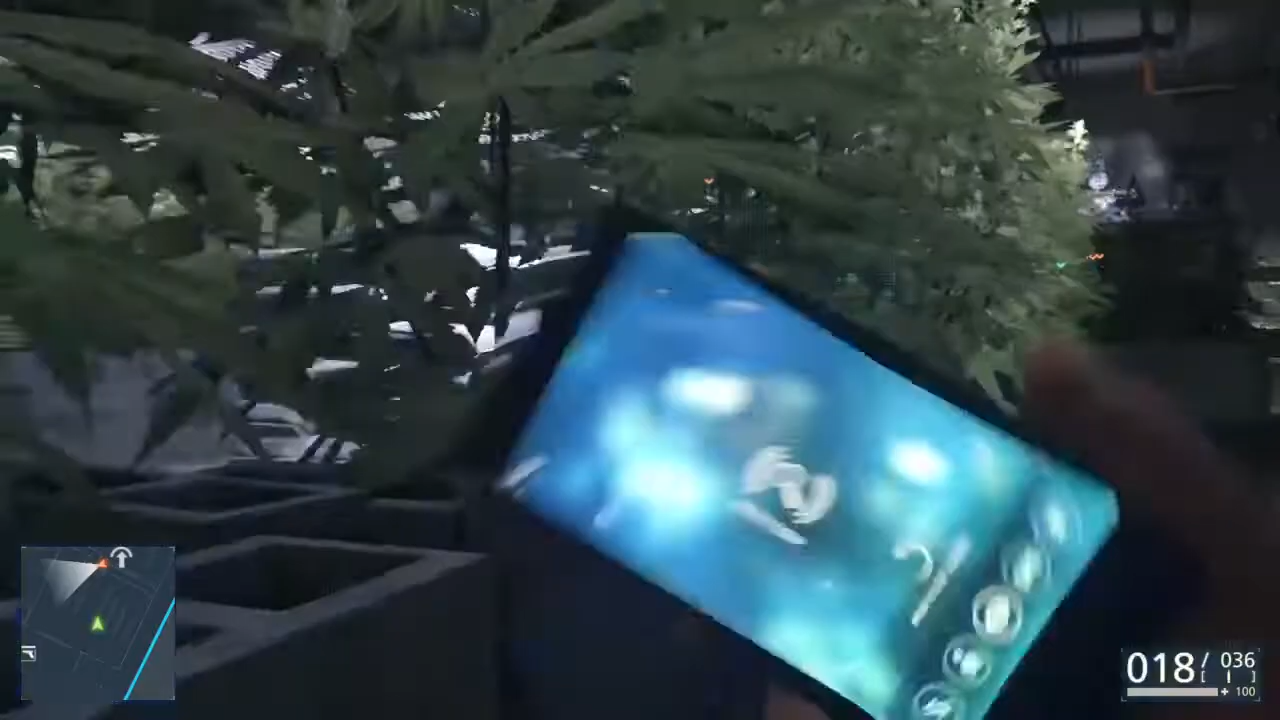 018/ 036
[ | ]
+ 100